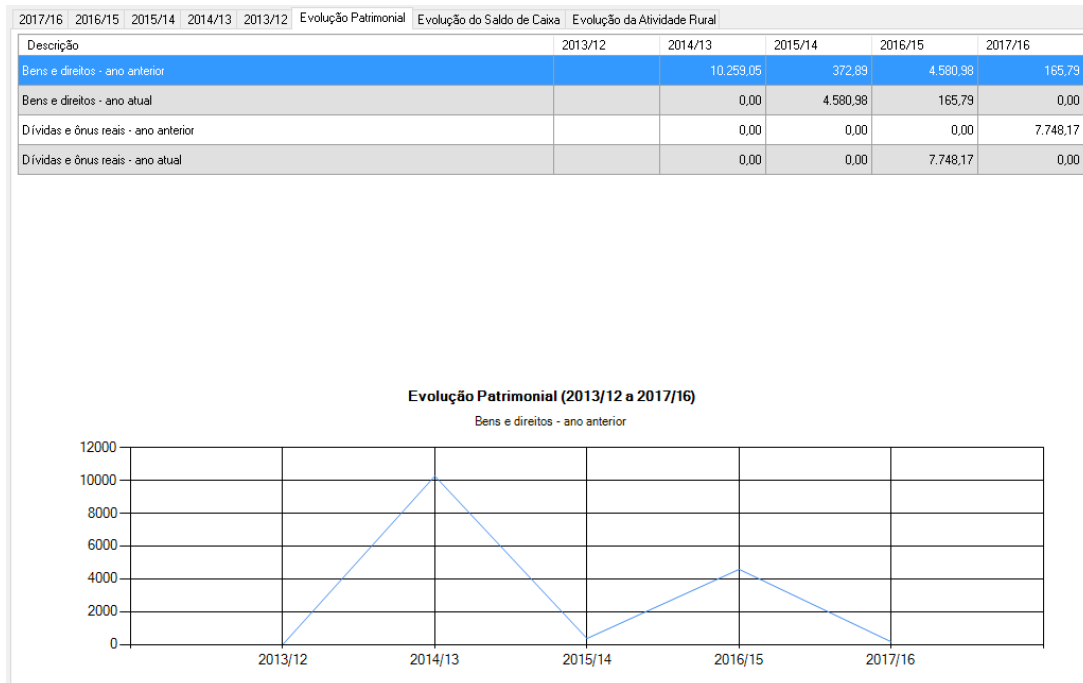 2017/16 2016/15 2015/14 2014/13 2013/12 Evolução Patrimonial Evolução do Saldo de Caixa Evolução da Atividade Rural
Descrição 2013/12 2014/13 2015/14 2016/15 2017/16
Bens e direitos - ano anterior 10.259,05 372,89 4.580,98 165,79
Bens e direitos - ano atual 0,00 4.580,98 165,79 0,00
Dívidas e ônus reais - ano anterior 0,00 0,00 0,00 7.748,17
Dívidas e ônus reais - ano atual 0,00 0,00 7.748,17 0,00
Evolução Patrimonial (2013/12 a 2017/16)
Bens e direitos - ano anterior
12000
10000
8000
6000
4000
2000
0
2013/12 2014/13 2015/14 2016/15 2017/16